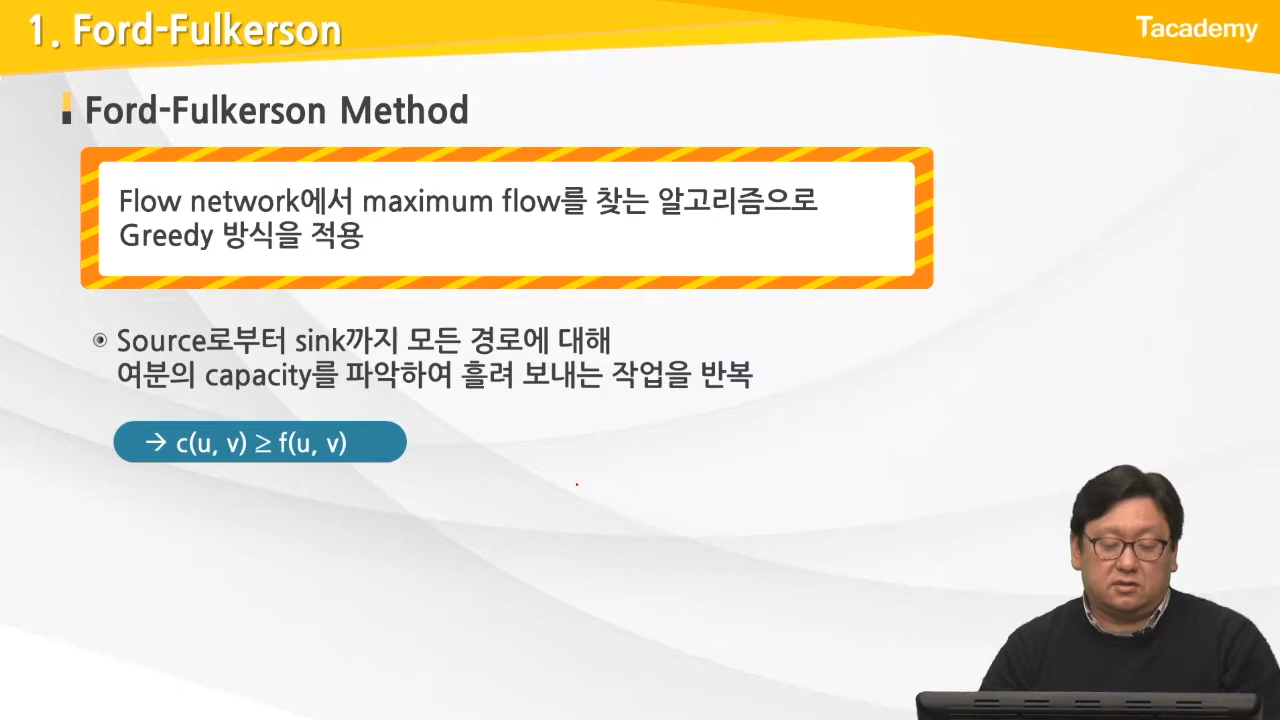 1. Ford-Fulkerson
Tacademy
Ford-Fulkerson Method
Flow network에서 maximum flow를 찾는 알고리즘으로
Greedy 방식을 적용
Source로부터 sink까지 모든 경로에 대해
여분의 capacity를 파악하여 흘려 보내는 작업을 반복
→ c(u, v) ≥ f(u, v)